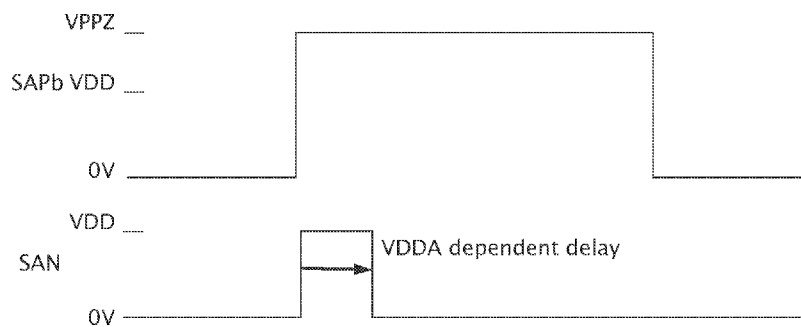 VPPZ
SAPb VDD
0V
VDD
VDDA dependent delay
SAN
0V